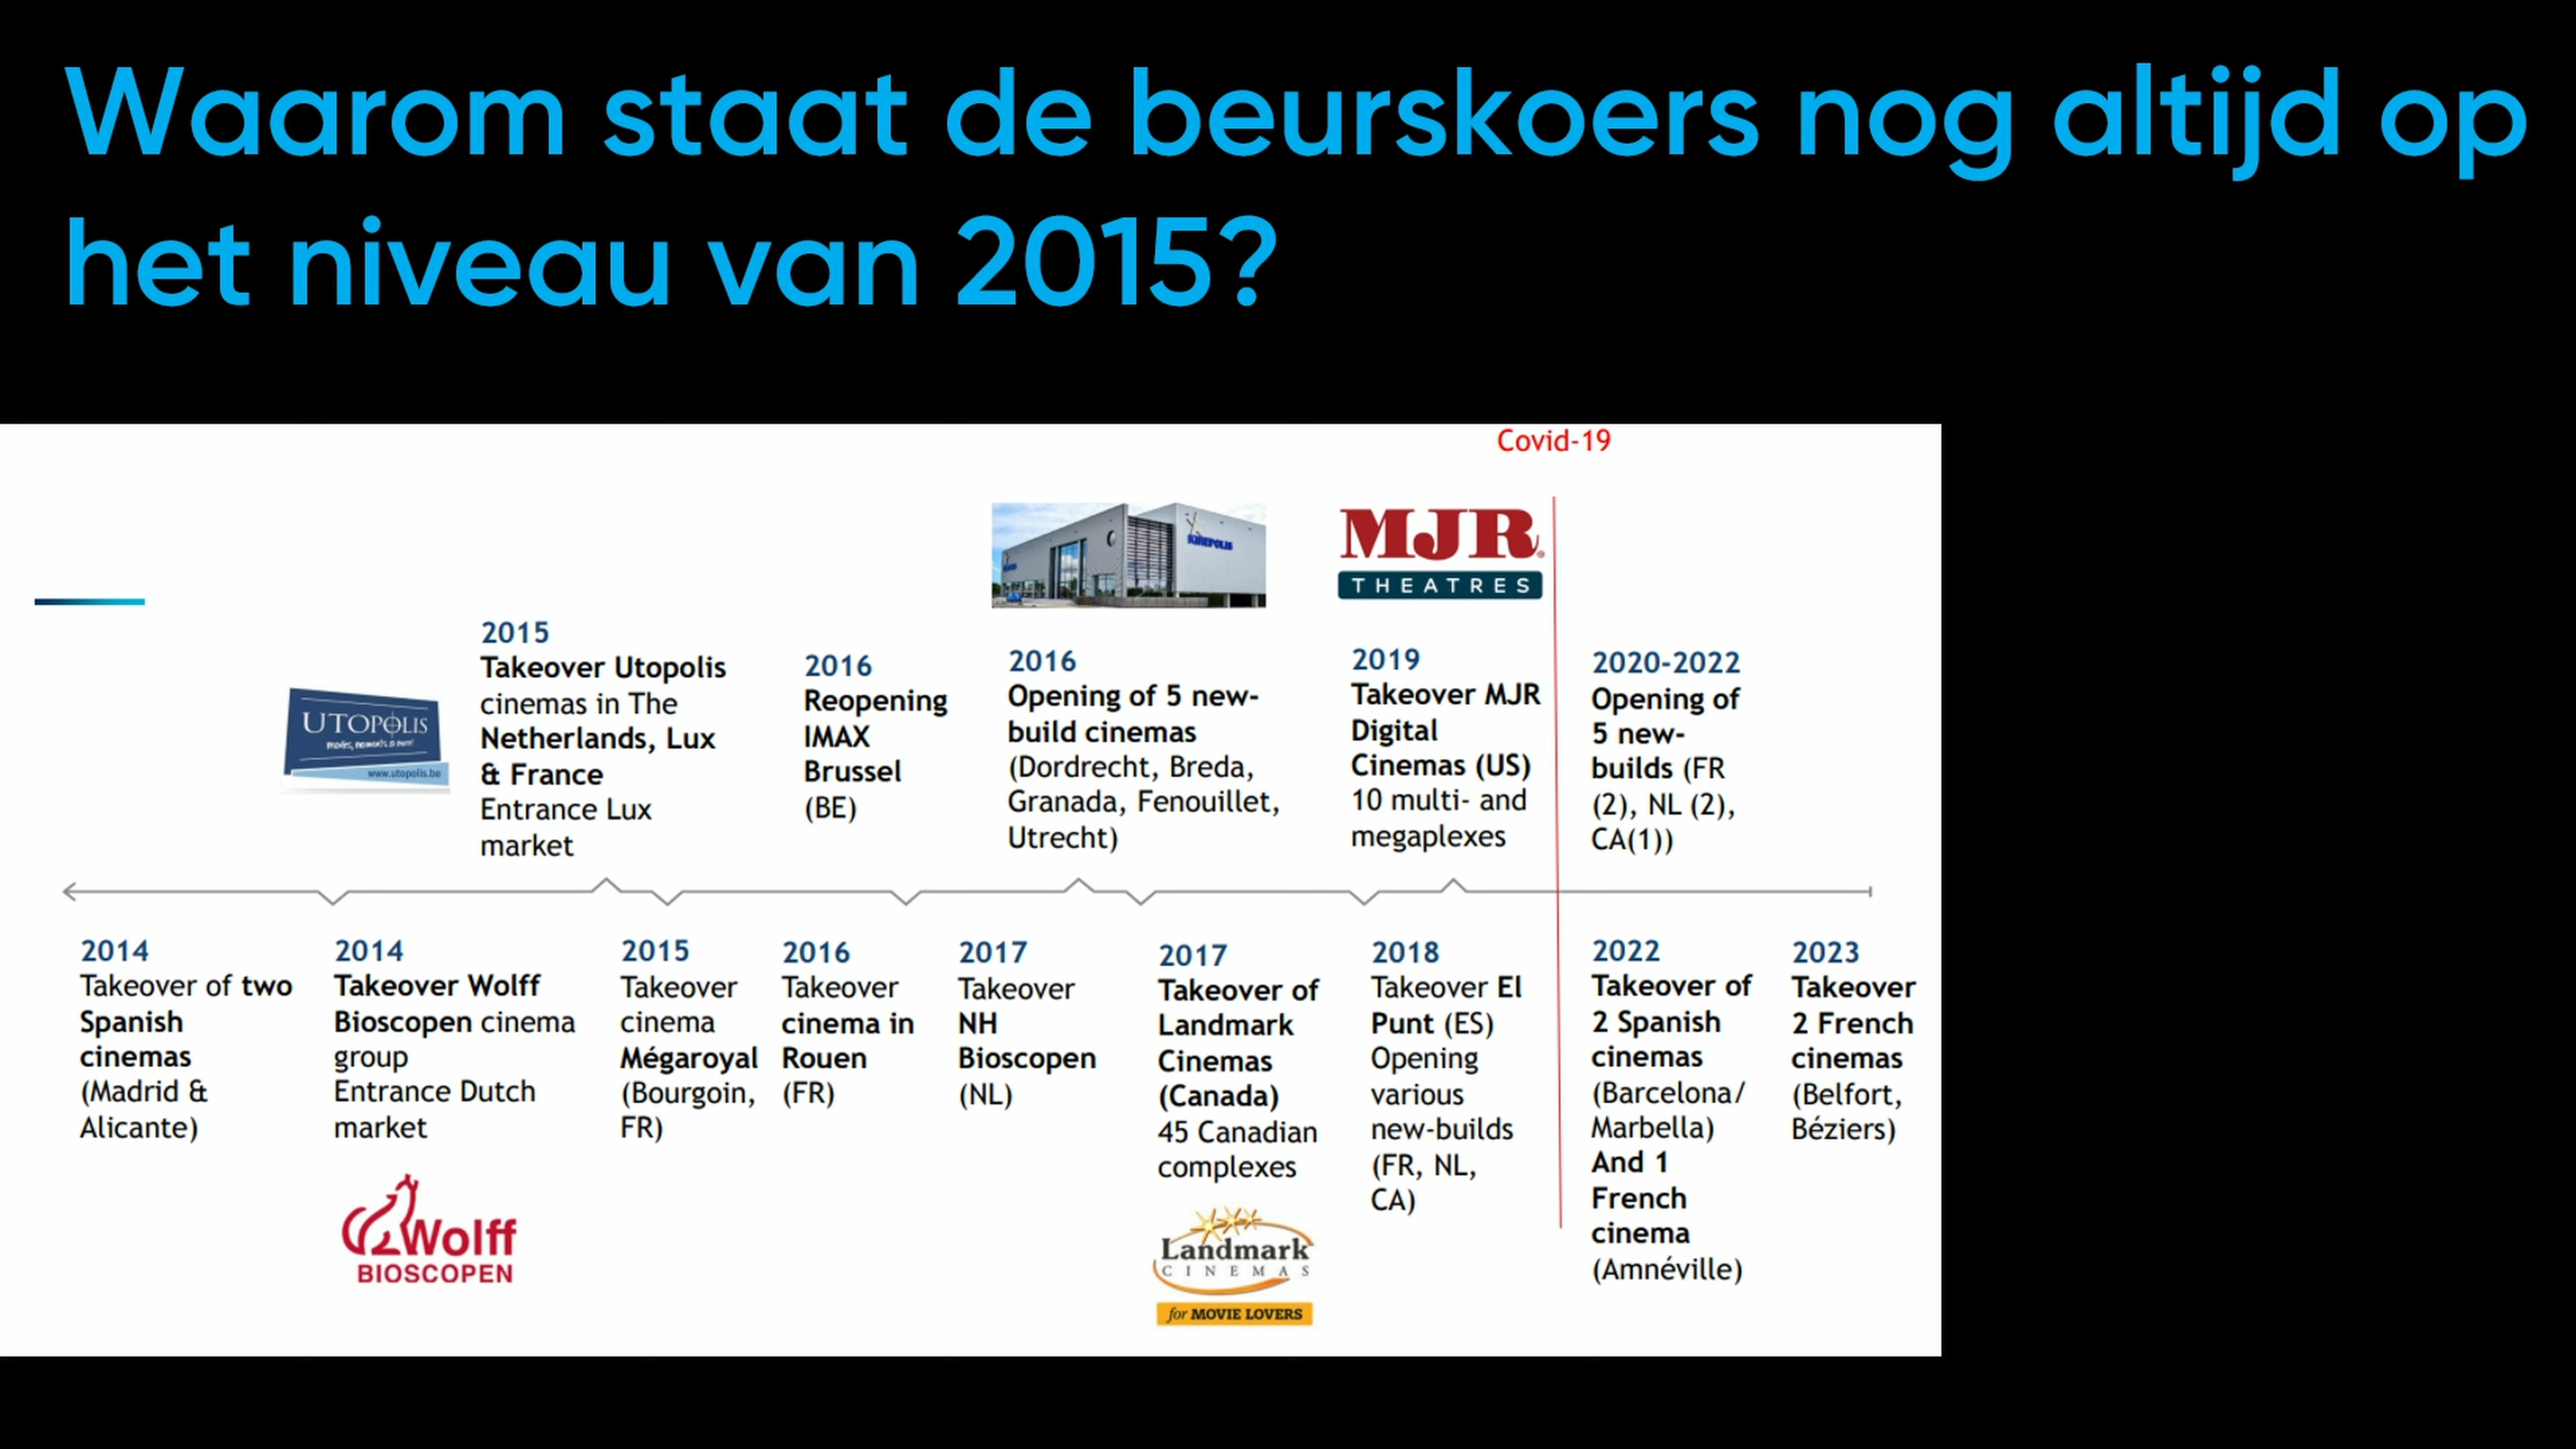 Waarom staat de beurskoers nog altijd op
het niveau van 2015?
Covid-19
KINEPOLIS
MJR
THEATRES
UTOPOLIS
movies, moments & more!
www.utopolis.be
2015
Takeover Utopolis
cinemas in The
Netherlands, Lux
& France
Entrance Lux
market
2016
Reopening
IMAX
Brussel
(BE)
2016
Opening of 5 new-
build cinemas
(Dordrecht, Breda,
Granada, Fenouillet,
Utrecht)
2019
Takeover MJR
Digital
Cinemas (US)
10 multi- and
megaplexes
2020-2022
Opening of
5 new-
builds (FR
(2), NL (2),
CA(1))
2014
Takeover of two
Spanish
cinemas
(Madrid &
Alicante)
2014
Takeover Wolff
Bioscopen cinema
group
Entrance Dutch
market
Wolff
BIOSCOPEN
2015
Takeover
cinema
Mégaroyal
(Bourgoin,
FR)
2016
Takeover
cinema in
Rouen
(FR)
2017
Takeover
NH
Bioscopen
(NL)
2017
Takeover of
Landmark
Cinemas
(Canada)
45 Canadian
complexes
Landmark
CINEMAS
for MOVIE LOVERS
2018
Takeover El
Punt (ES)
Opening
various
new-builds
(FR, NL,
CA)
2022
Takeover of
2 Spanish
cinemas
(Barcelona/
Marbella)
And 1
French
cinema
(Amnéville)
2023
Takeover
2 French
cinemas
(Belfort,
Béziers)